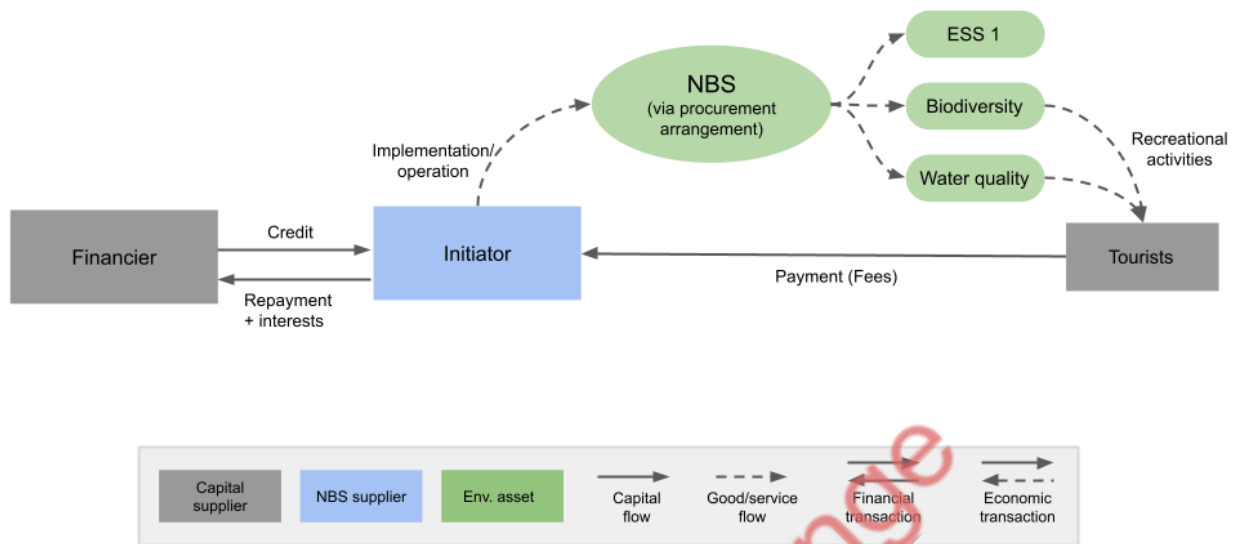 ESS 1
NBS
(via procurement
arrangement)
Biodiversity
Recreational
activities
Implementation/
operation
Water quality
Financier
Credit
Initiator
Tourists
Payment (Fees)
Repayment
+ interests
Capital
supplier
NBS supplier
Env. asset
Capital
flow
Good/service
flow
Financial
transaction
Economic
transaction
nge